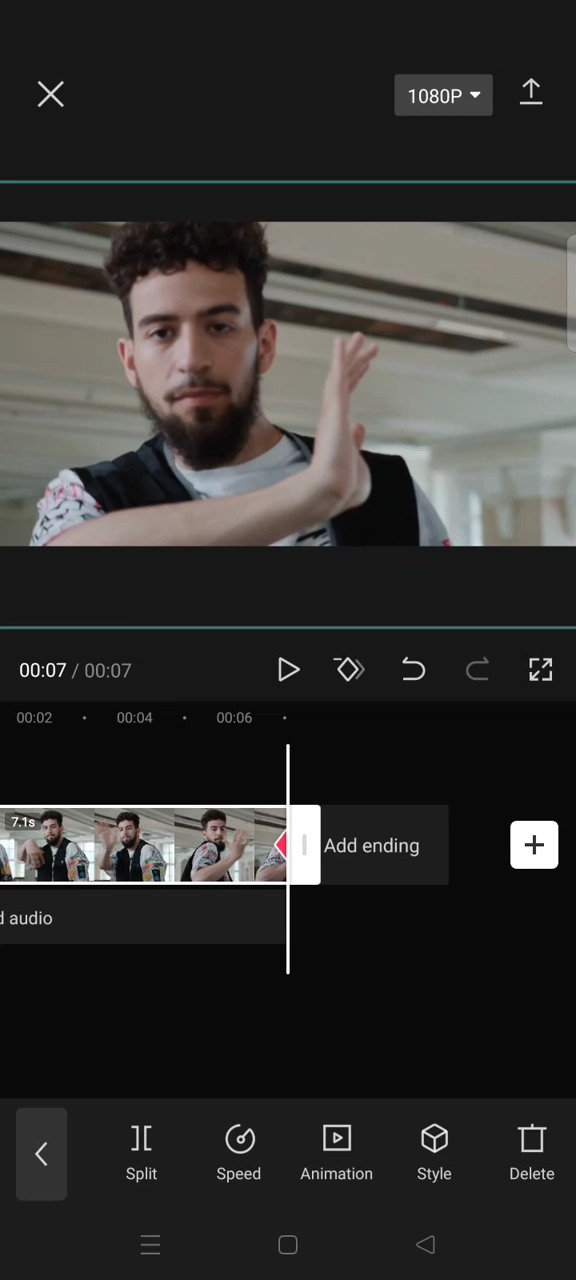 1080P
00:07 / 00:07
00:02 00:04 00:06
7.1s
Add ending
d audio
Split Speed Animation Style Delete